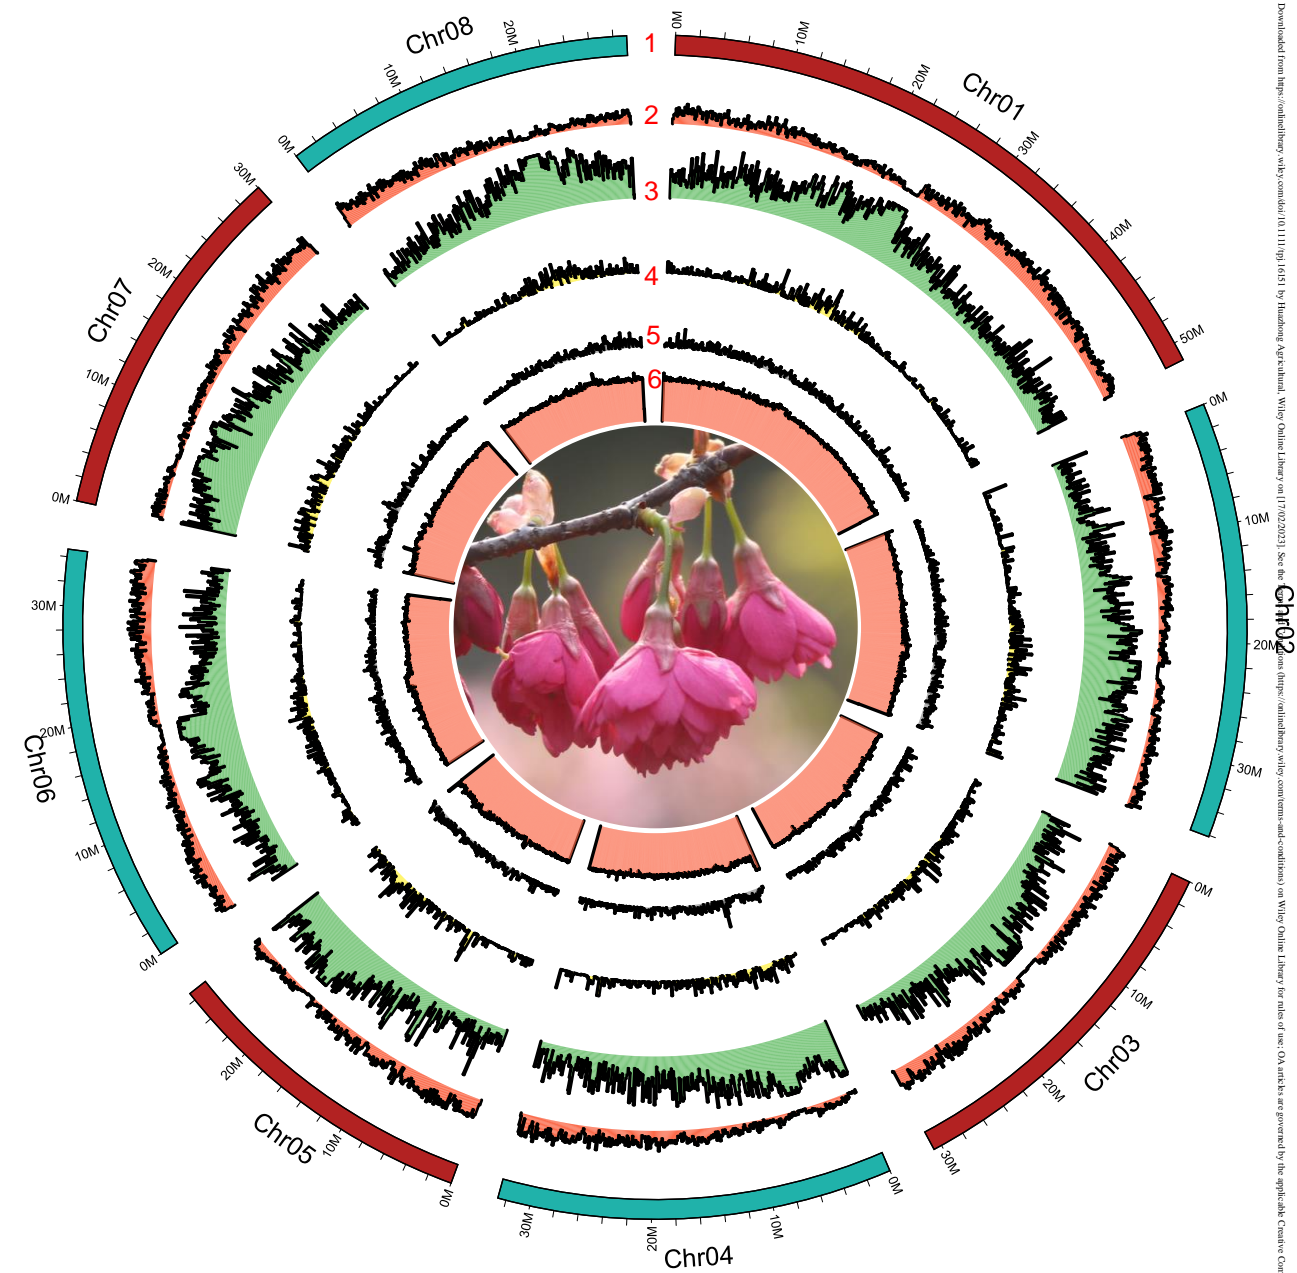 1
2
3
4
5
6
Chr01
0M
10M
20M
30M
40M
50M
Chr02
0M
10M
20M
30M
Chr03
0M
10M
20M
30M
Chr04
0M
10M
20M
30M
Chr05
0M
10M
20M
Chr06
0M
10M
20M
30M
Chr07
0M
10M
20M
30M
Chr08
0M
10M
20M
Downloaded from https://onlinelibrary.wiley.com/doi/10.1111/tpj.16151 by Huazhong Agricultural, Wiley Online Library on [17/02/2023]. See the (https://onlinelibrary.wiley.com/terms-and-conditions) on Wiley Online Library for rules of use; OA articles are governed by the applicable Creative